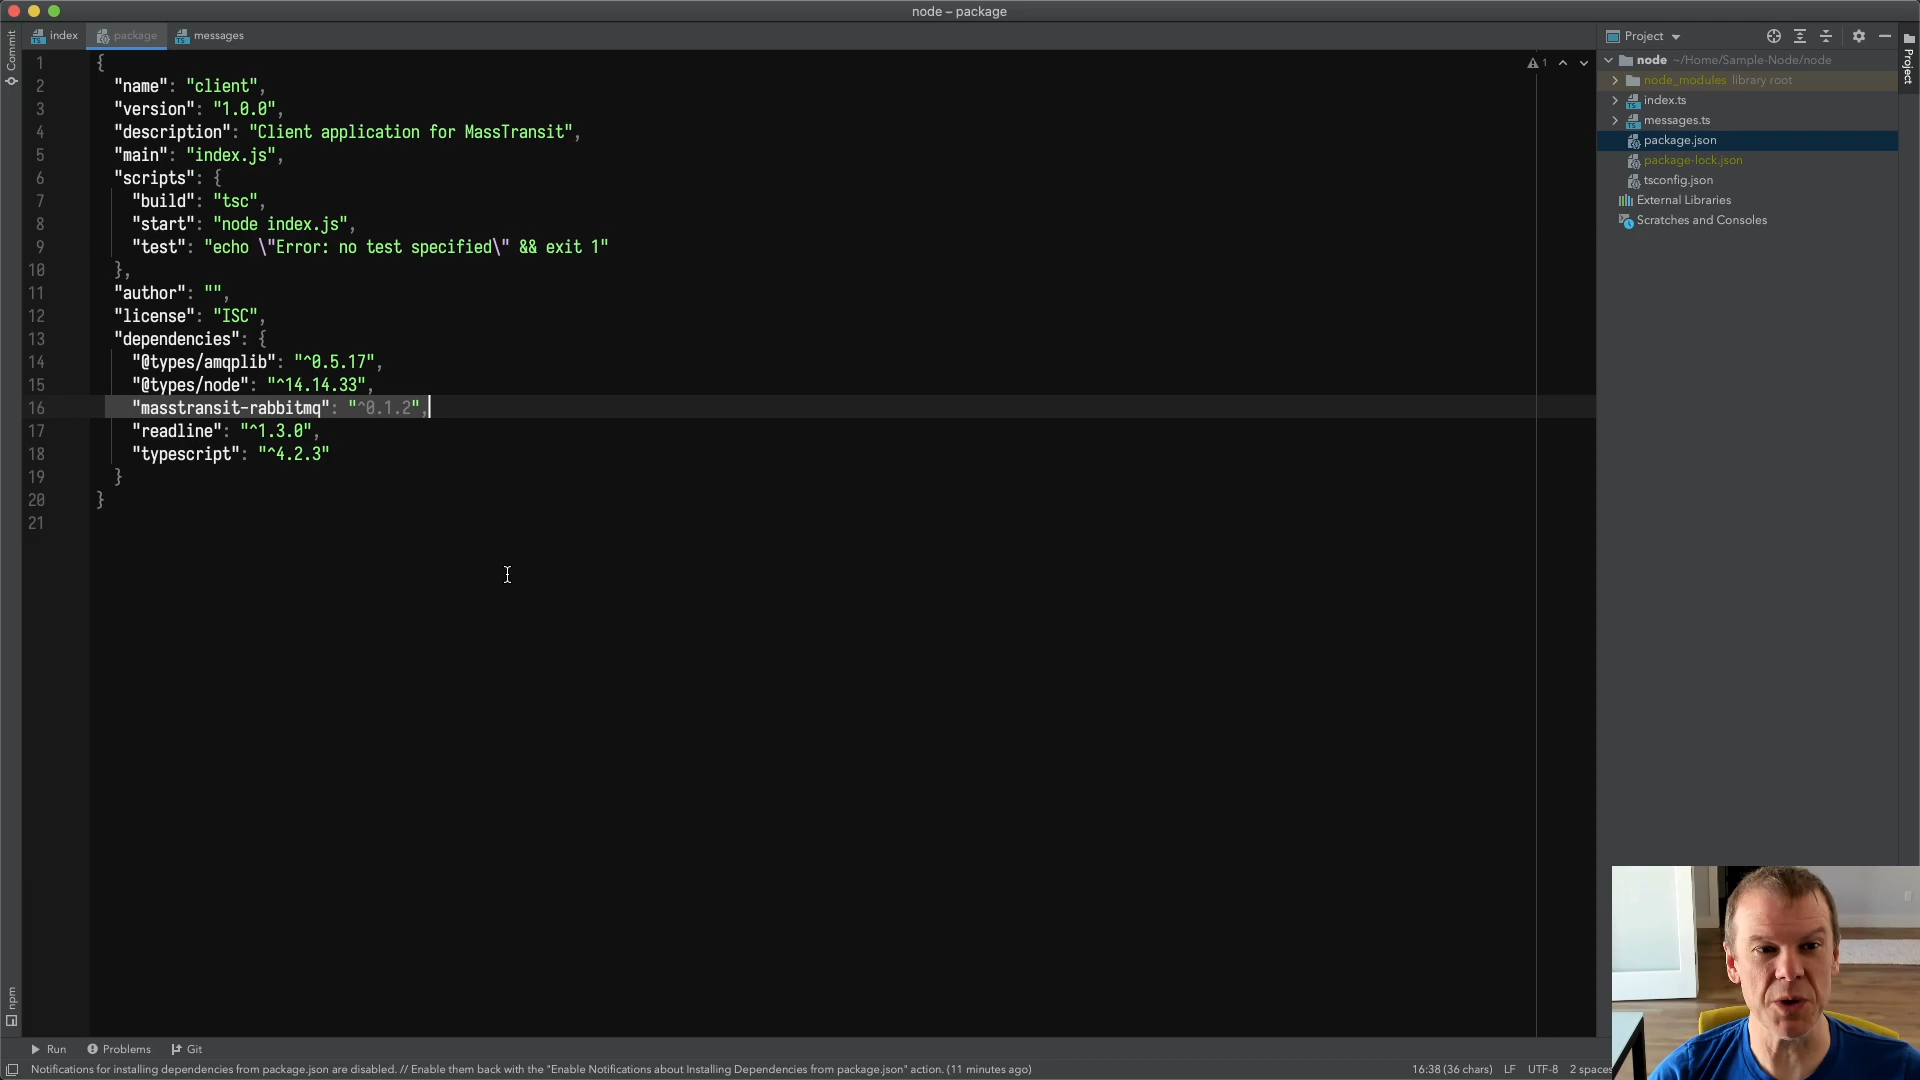 node – package
index
package
messages
Project
Commit
Project
1 {
2 "name": "client",
3 "version": "1.0.0",
4 "description": "Client application for MassTransit",
5 "main": "index.js",
6 "scripts": {
7 "build": "tsc",
8 "start": "node index.js",
9 "test": "echo \"Error: no test specified\" && exit 1"
10 },
11 "author": "",
12 "license": "ISC",
13 "dependencies": {
14 "@types/amqplib": "^0.5.17",
15 "@types/node": "^14.14.33",
16 "masstransit-rabbitmq": "^0.1.2",
17 "readline": "^1.3.0",
18 "typescript": "^4.2.3"
19 }
20 }
21
1
node ~/Home/Sample-Node/node
node_modules library root
index.ts
messages.ts
package.json
package-lock.json
tsconfig.json
External Libraries
Scratches and Consoles
npm
Run Problems Git
Notifications for installing dependencies from package.json are disabled. // Enable them back with the "Enable Notifications about Installing Dependencies from package.json" action. (11 minutes ago)
16:38 (36 chars) LF UTF-8 2 spaces